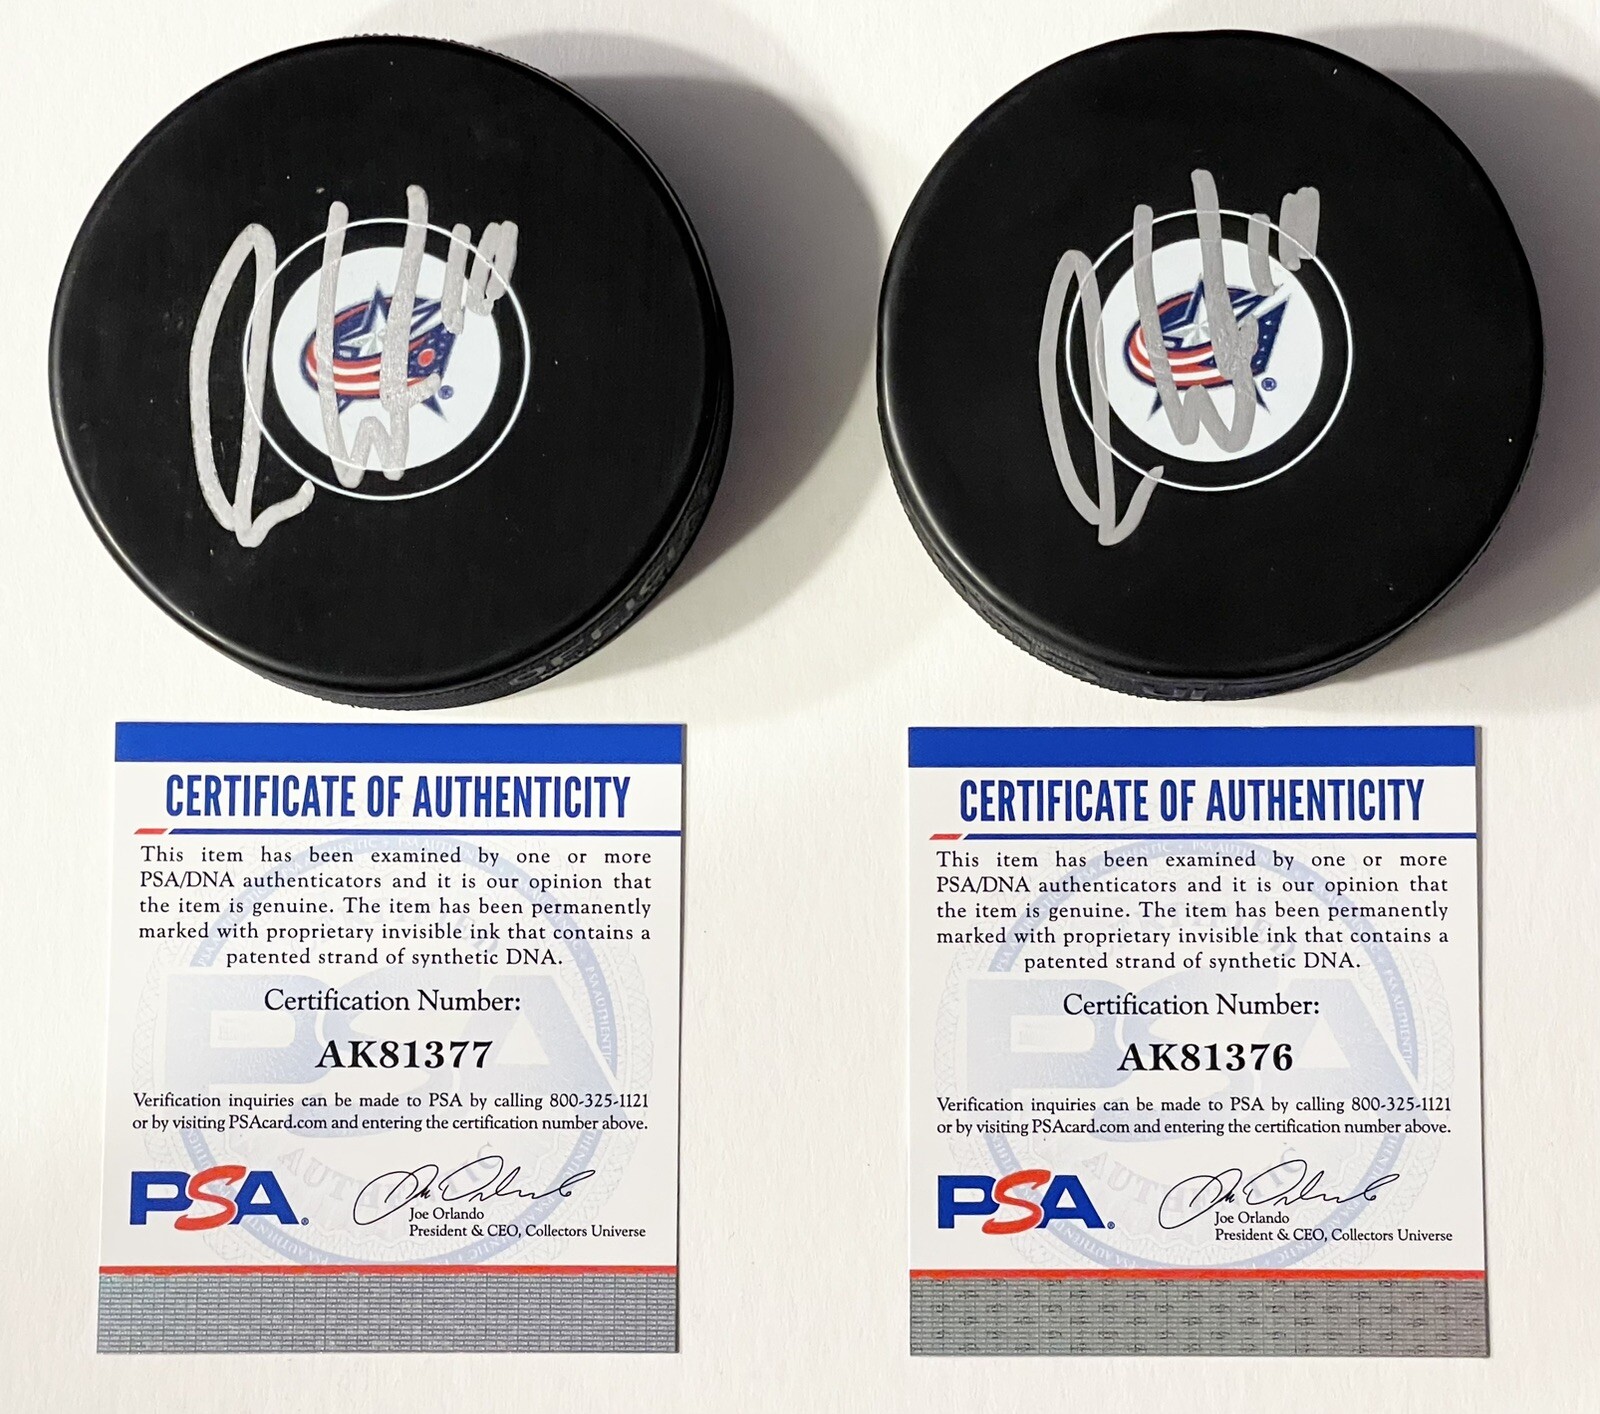 ®
®
CERTIFICATE OF AUTHENTICITY
This item has been examined by one or more
PSA/DNA authenticators and it is our opinion that
the item is genuine. The item has been permanently
marked with proprietary invisible ink that contains a
patented strand of synthetic DNA.
Certification Number:
AK81377
Verification inquiries can be made to PSA by calling 800-325-1121
or by visiting PSAcard.com and entering the certification number above.
PSA®
Joe Orlando
President & CEO, Collectors Universe
CERTIFICATE OF AUTHENTICITY
This item has been examined by one or more
PSA/DNA authenticators and it is our opinion that
the item is genuine. The item has been permanently
marked with proprietary invisible ink that contains a
patented strand of synthetic DNA.
Certification Number:
AK81376
Verification inquiries can be made to PSA by calling 800-325-1121
or by visiting PSAcard.com and entering the certification number above.
PSA®
Joe Orlando
President & CEO, Collectors Universe